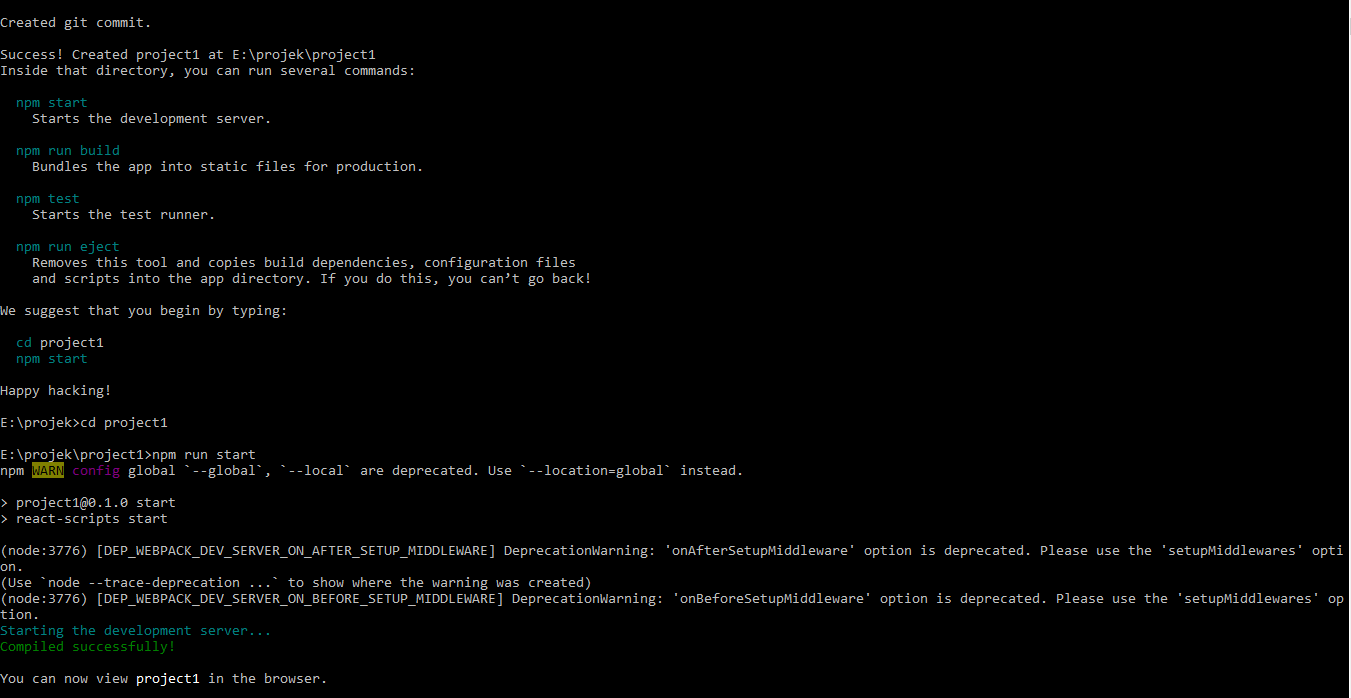 Created git commit.
Success! Created project1 at E:\projek\project1
Inside that directory, you can run several commands:
npm start
Starts the development server.
npm run build
Bundles the app into static files for production.
npm test
Starts the test runner.
npm run eject
Removes this tool and copies build dependencies, configuration files
and scripts into the app directory. If you do this, you can’t go back!
We suggest that you begin by typing:
cd project1
npm start
Happy hacking!
E:\projek>cd project1
E:\projek\project1>npm run start
npm WARN config global `--global`, `--local` are deprecated. Use `--location=global` instead.
> project1@0.1.0 start
> react-scripts start
(node:3776) [DEP_WEBPACK_DEV_SERVER_ON_AFTER_SETUP_MIDDLEWARE] DeprecationWarning: 'onAfterSetupMiddleware' option is deprecated. Please use the 'setupMiddlewares' opti
on.
(Use `node --trace-deprecation ...` to show where the warning was created)
(node:3776) [DEP_WEBPACK_DEV_SERVER_ON_BEFORE_SETUP_MIDDLEWARE] DeprecationWarning: 'onBeforeSetupMiddleware' option is deprecated. Please use the 'setupMiddlewares' op
tion.
Starting the development server...
Compiled successfully!
You can now view project1 in the browser.